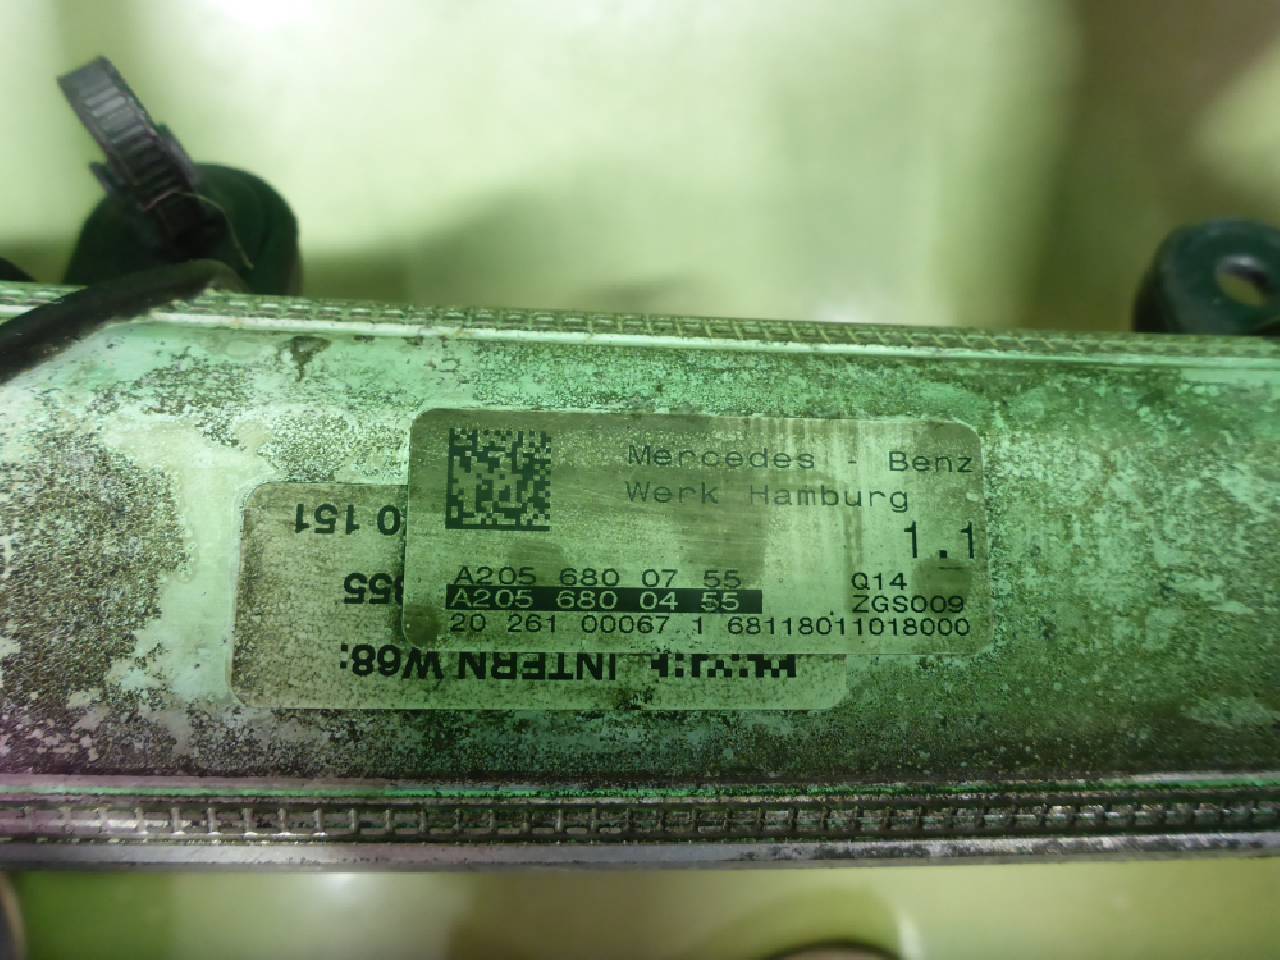 Mercedes - Benz
Werk Hamburg
1.1
A205 680 07 55 Q14
A205 680 04 55 ZGS009
20 261 00067 1 68118011018000
INTERN W68:
55
0 151